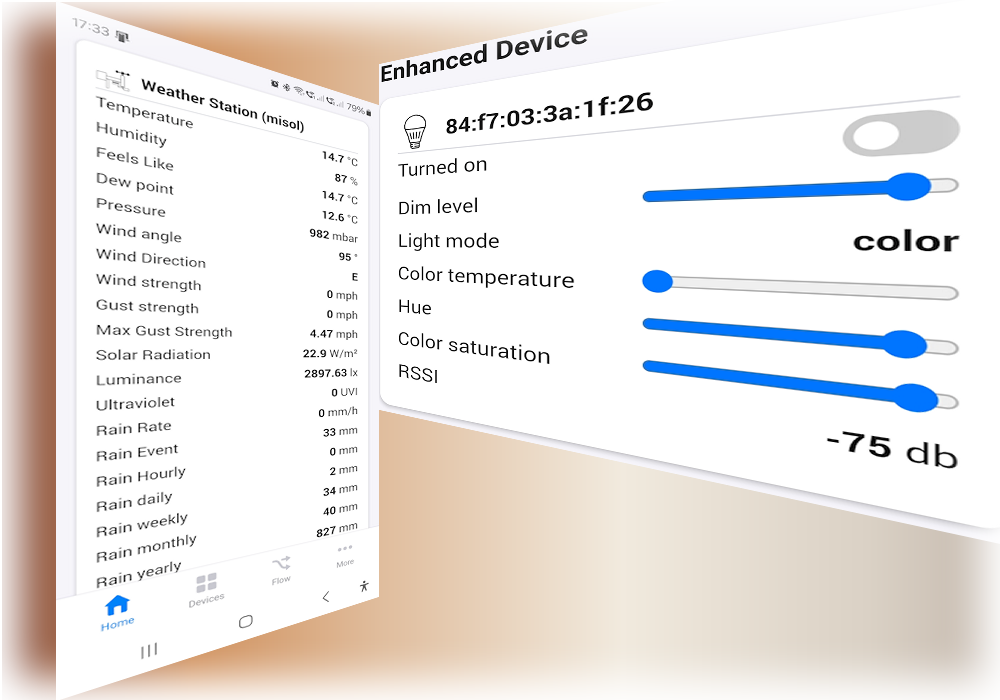 17:33
79%
Weather Station (misol)
Temperature 14.7 °C
Humidity 87 %
Feels Like 14.7 °C
Dew point 12.6 °C
Pressure 982 mbar
Wind angle 95 °
Wind Direction E
Wind strength 0 mph
Gust strength 0 mph
Max Gust Strength 4.47 mph
Solar Radiation 22.9 W/m²
Luminance 2897.63 lx
Ultraviolet 0 UVI
Rain Rate 0 mm/h
Rain Event 33 mm
Rain Hourly 0 mm
Rain daily 2 mm
Rain weekly 34 mm
Rain monthly 40 mm
Rain yearly 827 mm
Home Devices Flow More
Enhanced Device
84:f7:03:3a:1f:26
Turned on
Dim level
Light mode color
Color temperature
Hue
Color saturation
RSSI -75 db